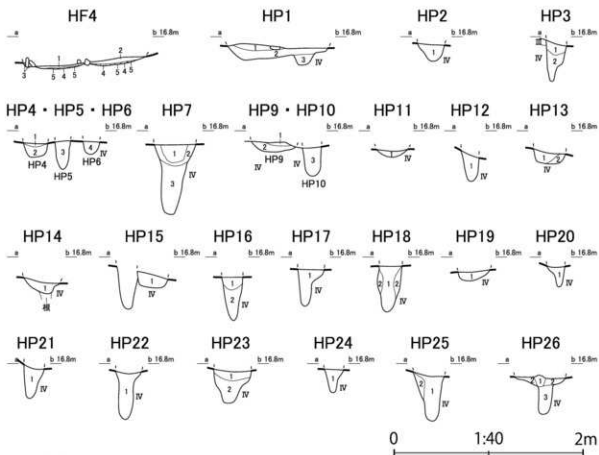 HF4
HP1
HP2
HP3
a b 16.8m
a b 16.8m
a b 16.8m
a b 16.8m
1 2
3 5 4 5 4 5 4 5
1 2 3 Ⅳ
1 Ⅳ
Ⅲ 1 2 Ⅳ
HP4・HP5・HP6
HP7
HP9・HP10
HP11
HP12
HP13
a b 16.8m
a b 16.8m
a b 16.8m
a b 16.8m
a b 16.8m
a b 16.8m
1 2 3 4 Ⅳ
HP4 HP5 HP6
1 2 3 Ⅳ
1 2 3 Ⅳ Ⅳ
HP9 HP10
1 Ⅳ
1 Ⅳ
1 2 Ⅳ
HP14
HP15
HP16
HP17
HP18
HP19
HP20
a b 16.8m
a b 16.8m
a b 16.8m
a b 16.8m
a b 16.8m
a b 16.8m
a b 16.8m
1 Ⅳ
根
1 Ⅳ
1 2 Ⅳ
1 Ⅳ
2 1 2 Ⅳ
1 Ⅳ
1 Ⅳ
HP21
HP22
HP23
HP24
HP25
HP26
a b 16.8m
a b 16.8m
a b 16.8m
a b 16.8m
a b 16.8m
a b 16.8m
1 Ⅳ
1 Ⅳ
1 2 Ⅳ
1 Ⅳ
2 1 Ⅳ
2 1 2 3 Ⅳ
0 1:40 2m